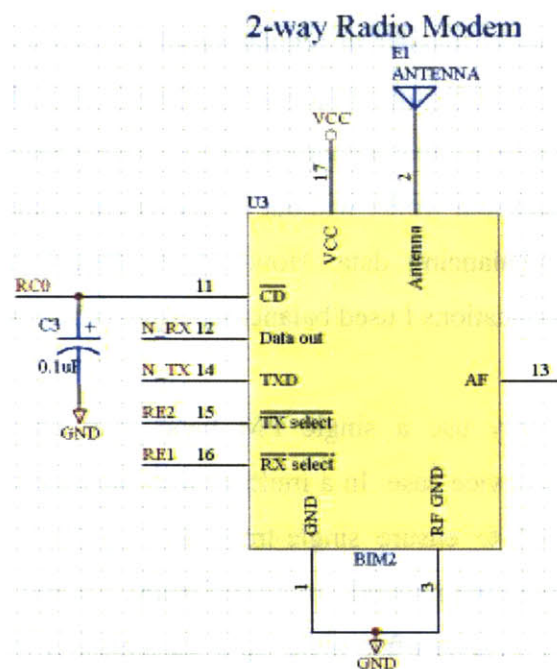 2-way Radio Modem
E1
ANTENNA
VCC
17
2
U3
VCC
Antenna
RC0
11
CD
C3
+
0.1uF
GND
N_RX 12
Data out
N_TX 14
TXD
AF
13
RE2
15
TX select
RE1
16
RX select
GND
RF GND
BIM2
1
3
GND